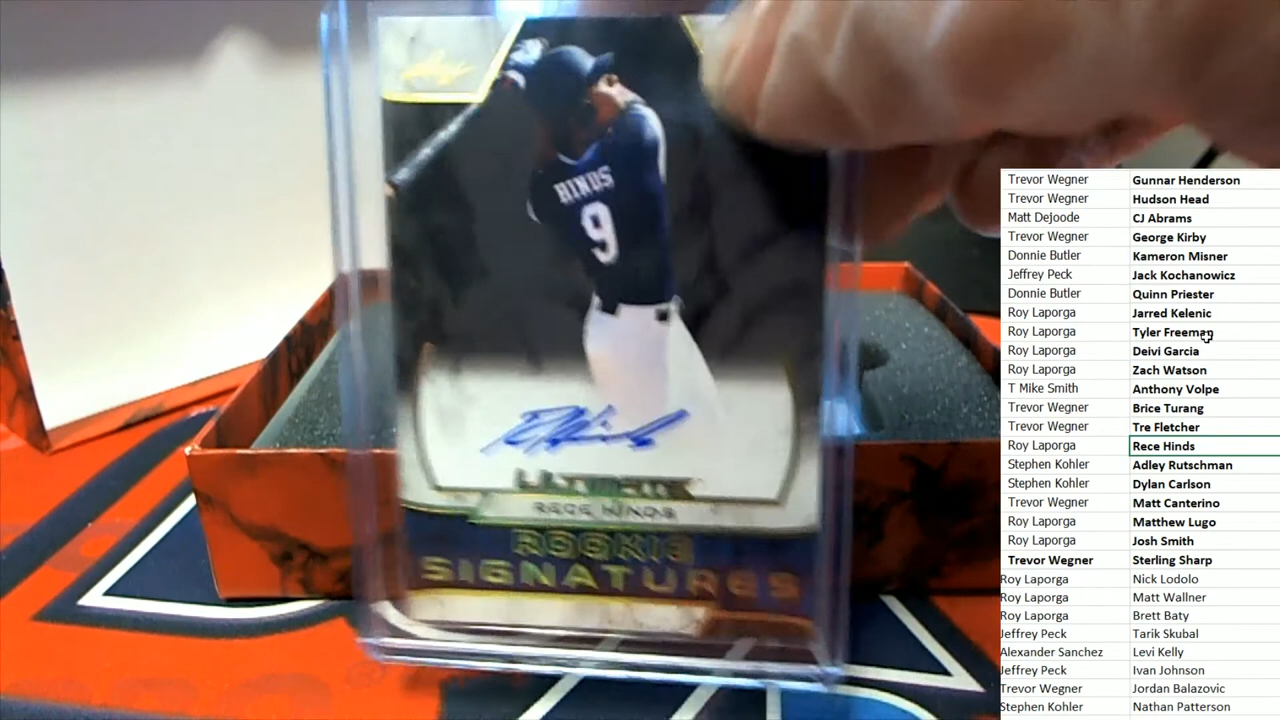 Leaf
HINDS
9
R Hinds
ULTIMATE
RECE HINDS
ROOKIE
SIGNATURES
Trevor Wegner Gunnar Henderson
Trevor Wegner Hudson Head
Matt Dejoode CJ Abrams
Trevor Wegner George Kirby
Donnie Butler Kameron Misner
Jeffrey Peck Jack Kochanowicz
Donnie Butler Quinn Priester
Roy Laporga Jarred Kelenic
Roy Laporga Tyler Freeman
Roy Laporga Deivi Garcia
Roy Laporga Zach Watson
T Mike Smith Anthony Volpe
Trevor Wegner Brice Turang
Trevor Wegner Tre Fletcher
Roy Laporga Rece Hinds
Stephen Kohler Adley Rutschman
Stephen Kohler Dylan Carlson
Trevor Wegner Matt Canterino
Roy Laporga Matthew Lugo
Roy Laporga Josh Smith
Trevor Wegner Sterling Sharp
Roy Laporga Nick Lodolo
Roy Laporga Matt Wallner
Roy Laporga Brett Baty
Jeffrey Peck Tarik Skubal
Alexander Sanchez Levi Kelly
Jeffrey Peck Ivan Johnson
Trevor Wegner Jordan Balazovic
Stephen Kohler Nathan Patterson